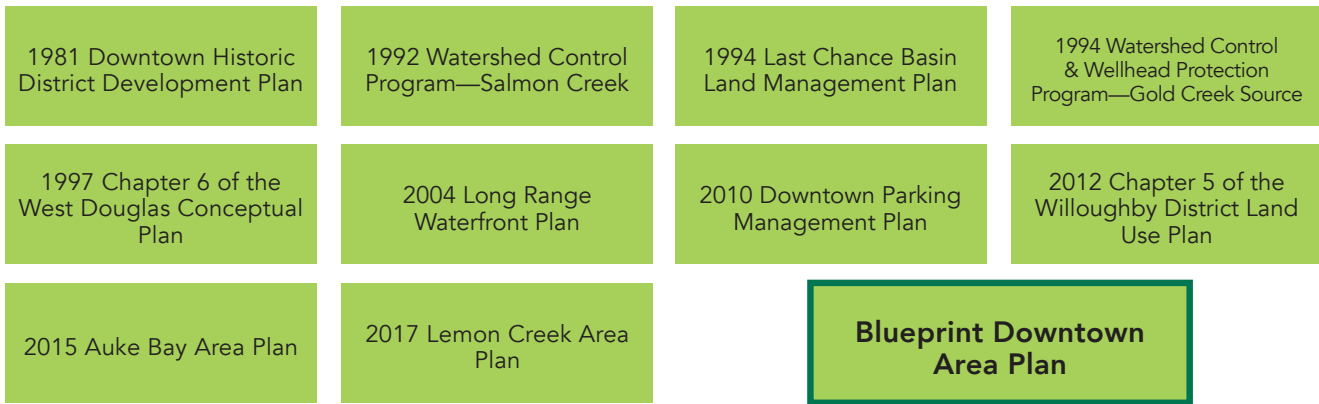 1981 Downtown Historic
District Development Plan
1992 Watershed Control
Program—Salmon Creek
1994 Last Chance Basin
Land Management Plan
1994 Watershed Control
& Wellhead Protection
Program—Gold Creek Source
1997 Chapter 6 of the
West Douglas Conceptual
Plan
2004 Long Range
Waterfront Plan
2010 Downtown Parking
Management Plan
2012 Chapter 5 of the
Willoughby District Land
Use Plan
2015 Auke Bay Area Plan
2017 Lemon Creek Area
Plan
Blueprint Downtown
Area Plan